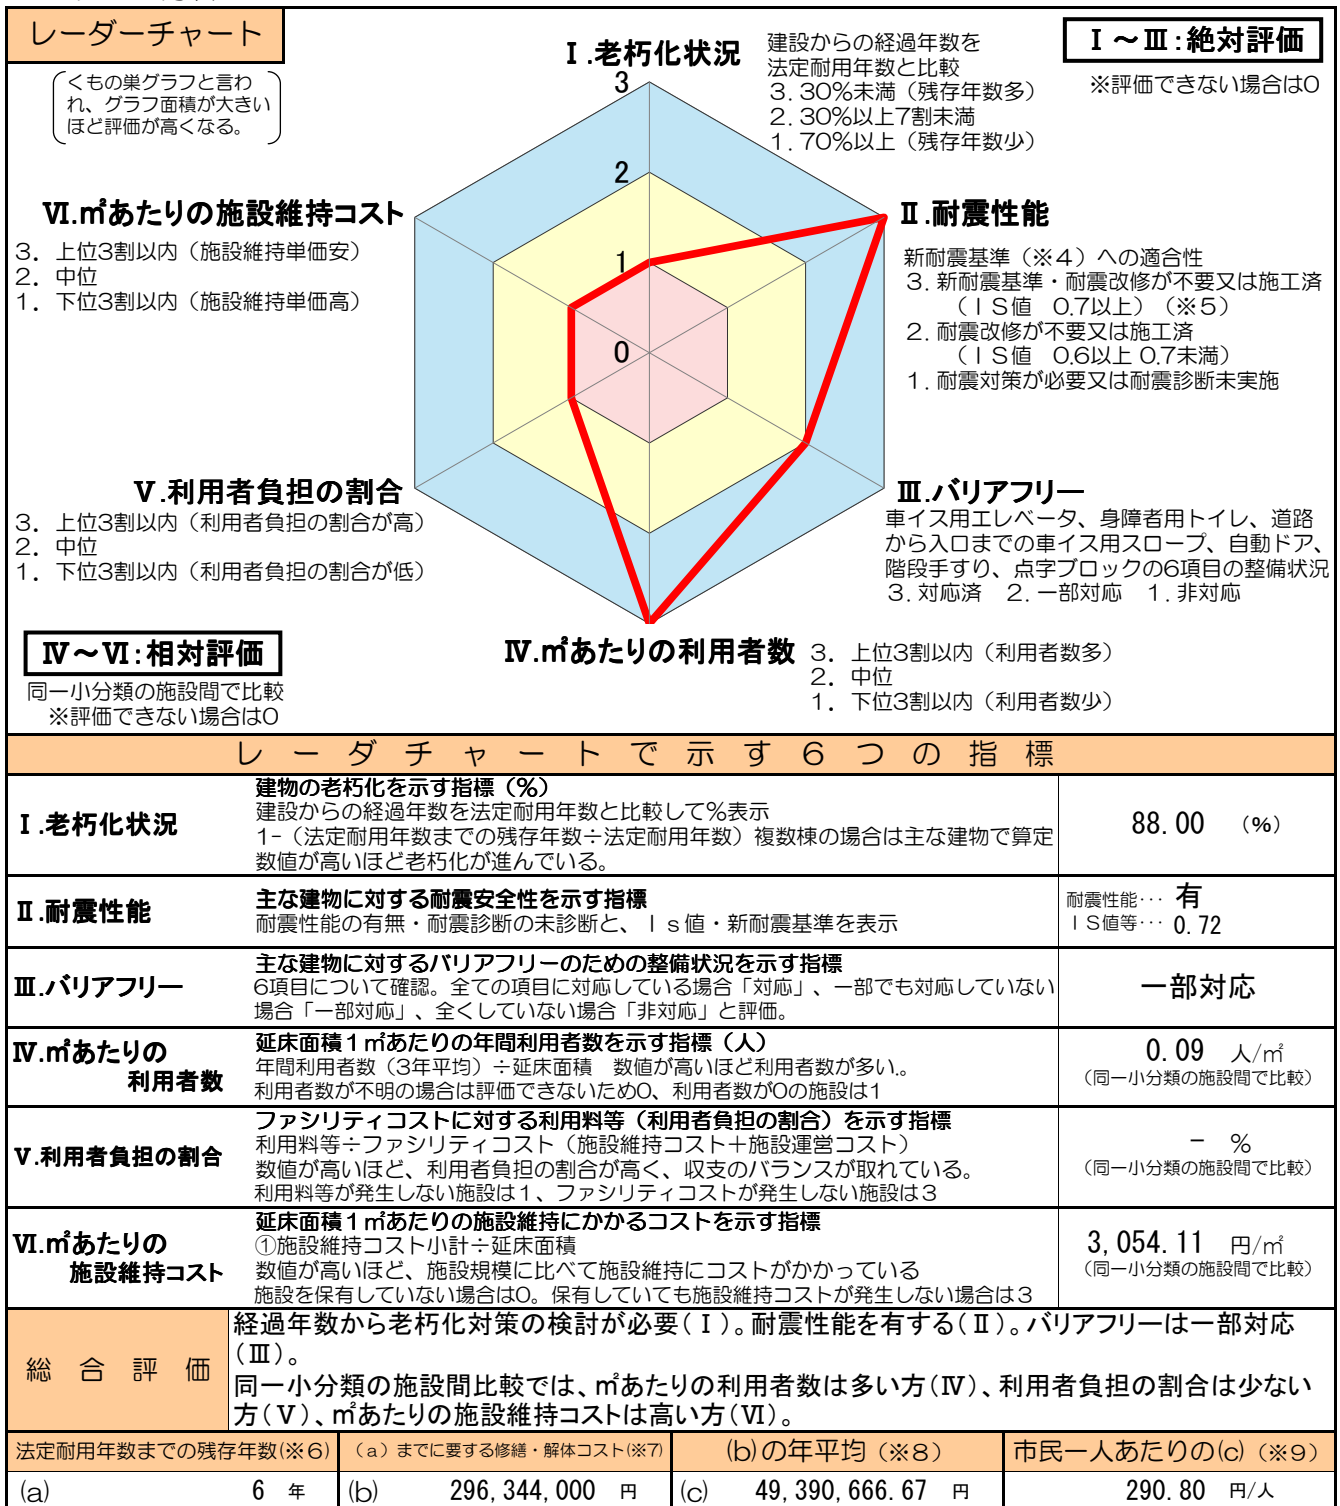 レーダーチャート
くもの巣グラフと言わ
れ、グラフ面積が大きい
ほど評価が高くなる。
Ⅰ～Ⅲ：絶対評価
※評価できない場合は0
Ⅰ.老朽化状況
建設からの経過年数を
法定耐用年数と比較
3. 30%未満（残存年数多）
2. 30%以上7割未満
1. 70%以上（残存年数少）
3
2
1
0
Ⅱ.耐震性能
新耐震基準（※4）への適合性
3. 新耐震基準・耐震改修が不要又は施工済
（ＩＳ値　0.7以上）（※5）
2. 耐震改修が不要又は施工済
（ＩＳ値　0.6以上 0.7未満）
1. 耐震対策が必要又は耐震診断未実施
Ⅵ.㎡あたりの施設維持コスト
3. 上位3割以内（施設維持単価安）
2. 中位
1. 下位3割以内（施設維持単価高）
Ⅴ.利用者負担の割合
3. 上位3割以内（利用者負担の割合が高）
2. 中位
1. 下位3割以内（利用者負担の割合が低）
Ⅲ.バリアフリー
車イス用エレベータ、身障者用トイレ、道路
から入口までの車イス用スロープ、自動ドア、
階段手すり、点字ブロックの6項目の整備状況
3. 対応済　2. 一部対応　1. 非対応
Ⅳ.㎡あたりの利用者数
3. 上位3割以内（利用者数多）
2. 中位
1. 下位3割以内（利用者数少）
Ⅳ～Ⅵ：相対評価
同一小分類の施設間で比較
※評価できない場合は0
レーダチャートで示す６つの指標
Ⅰ.老朽化状況
建物の老朽化を示す指標（%）
建設からの経過年数を法定耐用年数と比較して%表示
1-（法定耐用年数までの残存年数÷法定耐用年数）複数棟の場合は主な建物で算定
数値が高いほど老朽化が進んでいる。
88.00　（%）
Ⅱ.耐震性能
主な建物に対する耐震安全性を示す指標
耐震性能の有無・耐震診断の未診断と、Ｉｓ値・新耐震基準を表示
耐震性能･･･ 有
ＩＳ値等･･･ 0.72
Ⅲ.バリアフリー
主な建物に対するバリアフリーのための整備状況を示す指標
6項目について確認。全ての項目に対応している場合「対応」、一部でも対応していない
場合「一部対応」、全くしていない場合「非対応」と評価。
一部対応
Ⅳ.㎡あたりの
利用者数
延床面積１㎡あたりの年間利用者数を示す指標（人）
年間利用者数（3年平均）÷延床面積　数値が高いほど利用者数が多い。
利用者数が不明の場合は評価できないため0、利用者数が0の施設は1
0.09　人/㎡
（同一小分類の施設間で比較）
Ⅴ.利用者負担の割合
ファシリティコストに対する利用料等（利用者負担の割合）を示す指標
利用料等÷ファシリティコスト（施設維持コスト＋施設運営コスト）
数値が高いほど、利用者負担の割合が高く、収支のバランスが取れている。
利用料等が発生しない施設は１、ファシリティコストが発生しない施設は３
-　%
（同一小分類の施設間で比較）
Ⅵ.㎡あたりの
施設維持コスト
延床面積１㎡あたりの施設維持にかかるコストを示す指標
①施設維持コスト小計÷延床面積
数値が高いほど、施設規模に比べて施設維持にコストがかかっている
施設を保有していない場合は0。保有していても施設維持コストが発生しない場合は３
3,054.11　円/㎡
（同一小分類の施設間で比較）
総合評価
経過年数から老朽化対策の検討が必要(Ⅰ)。耐震性能を有する(Ⅱ)。バリアフリーは一部対応
(Ⅲ)。
同一小分類の施設間比較では、㎡あたりの利用者数は多い方(Ⅳ)、利用者負担の割合は少ない
方(Ⅴ)、㎡あたりの施設維持コストは高い方(Ⅵ)。
法定耐用年数までの残存年数(※6)
（a）までに要する修繕・解体コスト(※7)
(b)の年平均（※8）
市民一人あたりの(c)（※9）
(a)　6　年
(b)　296,344,000　円
(c)　49,390,666.67　円
290.80　円/人